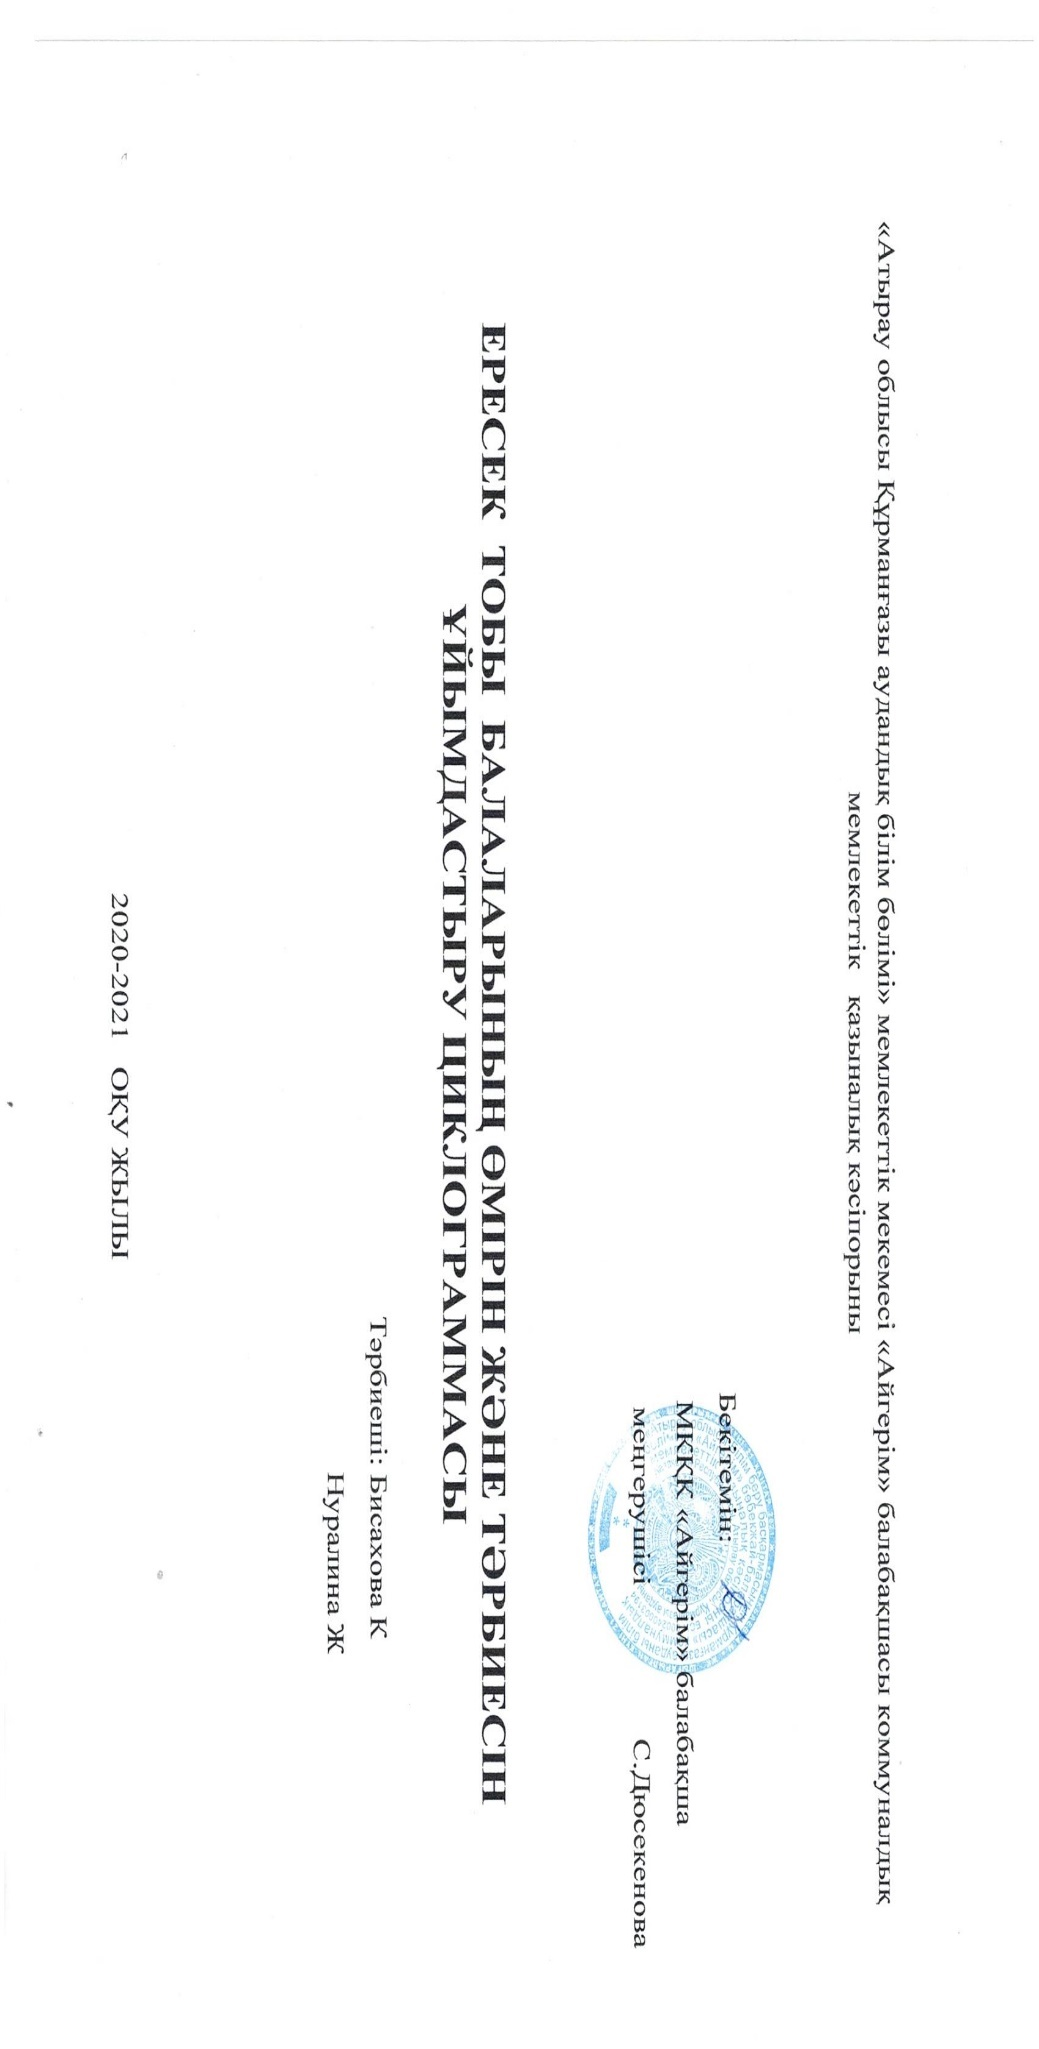 «Атырау облысы Құрманғазы аудандық білім бөлімі» мемлекеттік мекемесі «Айгерім» балабақшасы коммуналдық
мемлекеттік қазыналық кәсіпорыны
Бекітемін:
МКҚК «Айгерім» балабақша
меңгерушісі С.Дюсекенова
ЕРЕСЕК ТОБЫ БАЛАЛАРЫНЫҢ ӨМІРІН ЖӘНЕ ТӘРБИЕСІН
ҰЙЫМДАСТЫРУ ЦИКЛОГРАММАСЫ
Тәрбиеші: Бисахова К
Нуралина Ж
2020-2021 ОҚУ ЖЫЛЫ